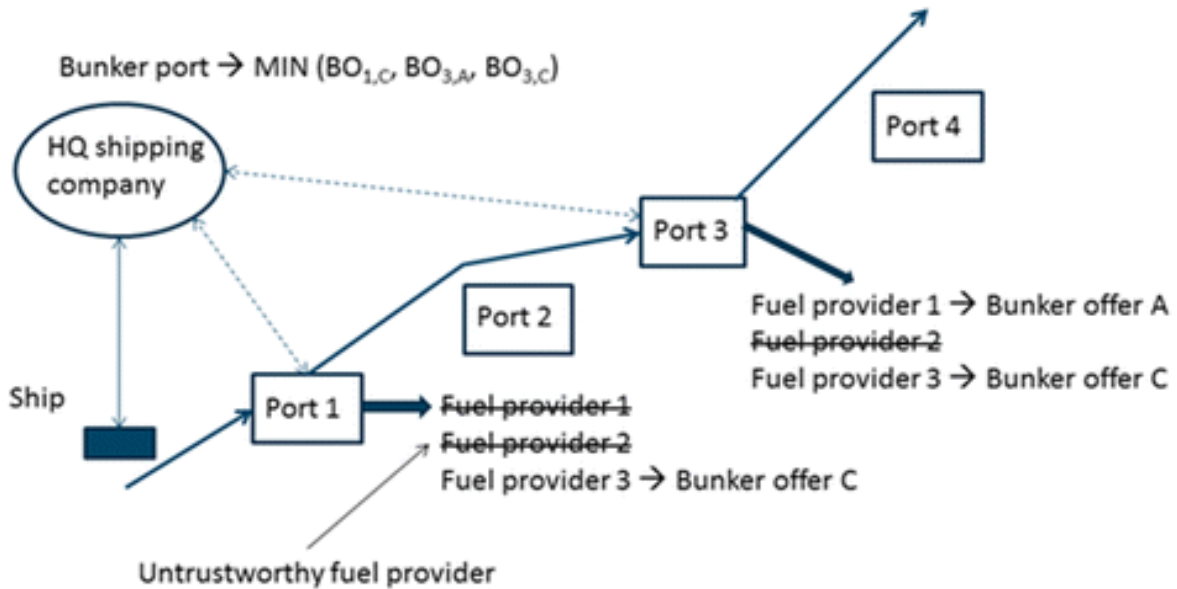 Bunker port → MIN (BO1,C, BO3,A, BO3,C)
HQ shipping
company
Port 4
Port 3
Port 2
Fuel provider 1 → Bunker offer A
Fuel provider 2
Fuel provider 3 → Bunker offer C
Ship
Port 1
Fuel provider 1
Fuel provider 2
Fuel provider 3 → Bunker offer C
Untrustworthy fuel provider